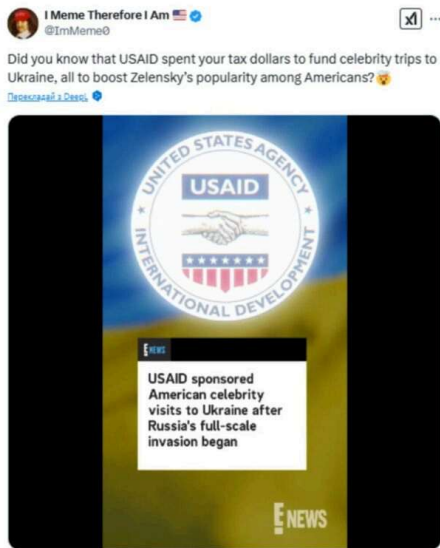 I Meme Therefore I Am
@ImMeme0
Did you know that USAID spent your tax dollars to fund celebrity trips to
Ukraine, all to boost Zelensky's popularity among Americans?🤯
Перекладай з DeepL
UNITED STATES AGENCY
USAID
INTERNATIONAL DEVELOPMENT
E NEWS
USAID sponsored
American celebrity
visits to Ukraine after
Russia's full-scale
invasion began
E NEWS